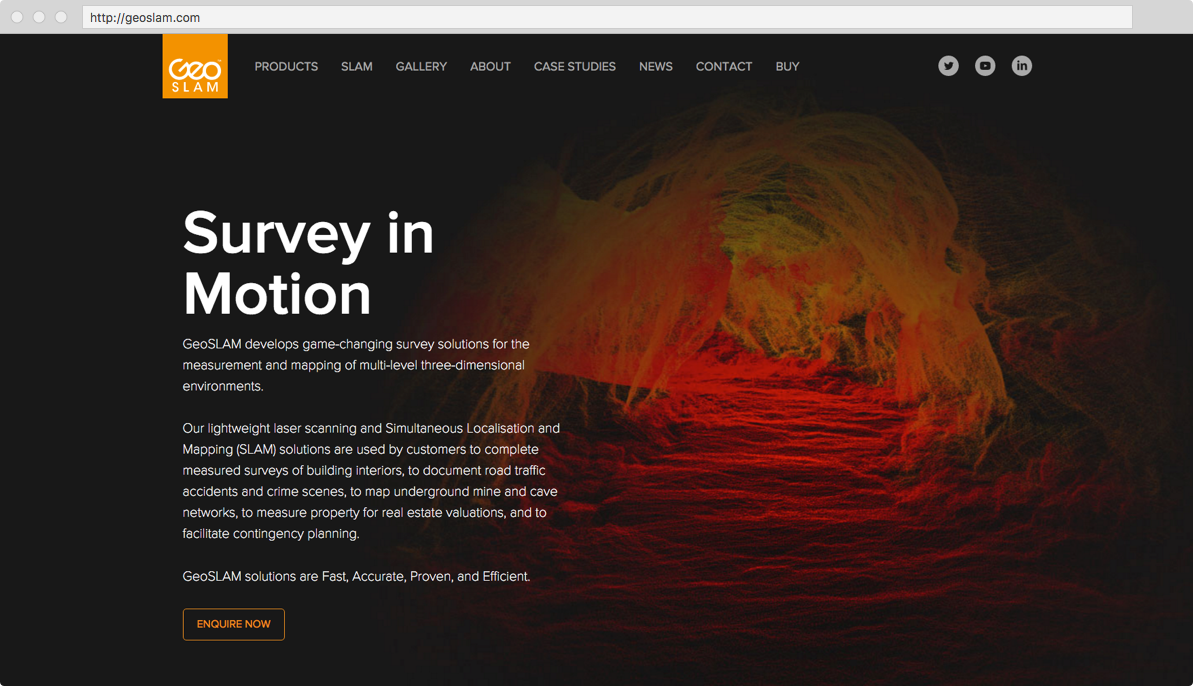 http://geoslam.com
Geo
SLAM
PRODUCTS SLAM GALLERY ABOUT CASE STUDIES NEWS CONTACT BUY
in
Survey in
Motion
GeoSLAM develops game-changing survey solutions for the
measurement and mapping of multi-level three-dimensional
environments.
Our lightweight laser scanning and Simultaneous Localisation and
Mapping (SLAM) solutions are used by customers to complete
measured surveys of building interiors, to document road traffic
accidents and crime scenes, to map underground mine and cave
networks, to measure property for real estate valuations, and to
facilitate contingency planning.
GeoSLAM solutions are Fast, Accurate, Proven, and Efficient.
ENQUIRE NOW